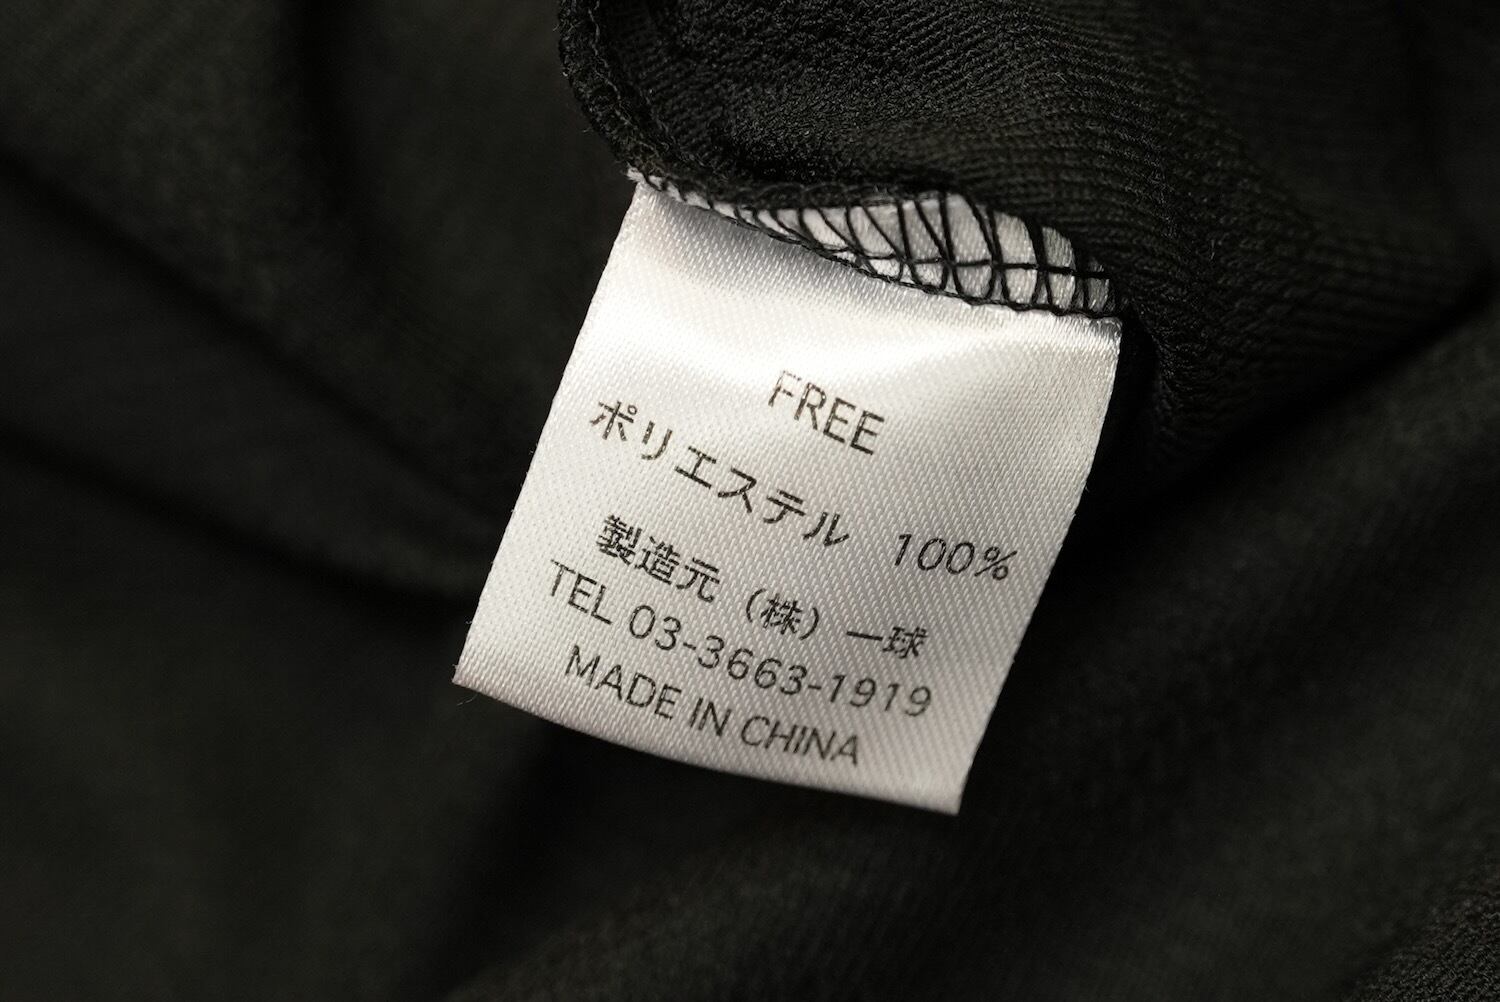 FREE
ポリエステル 100%
製造元（株）一球
TEL 03-3663-1919
MADE IN CHINA